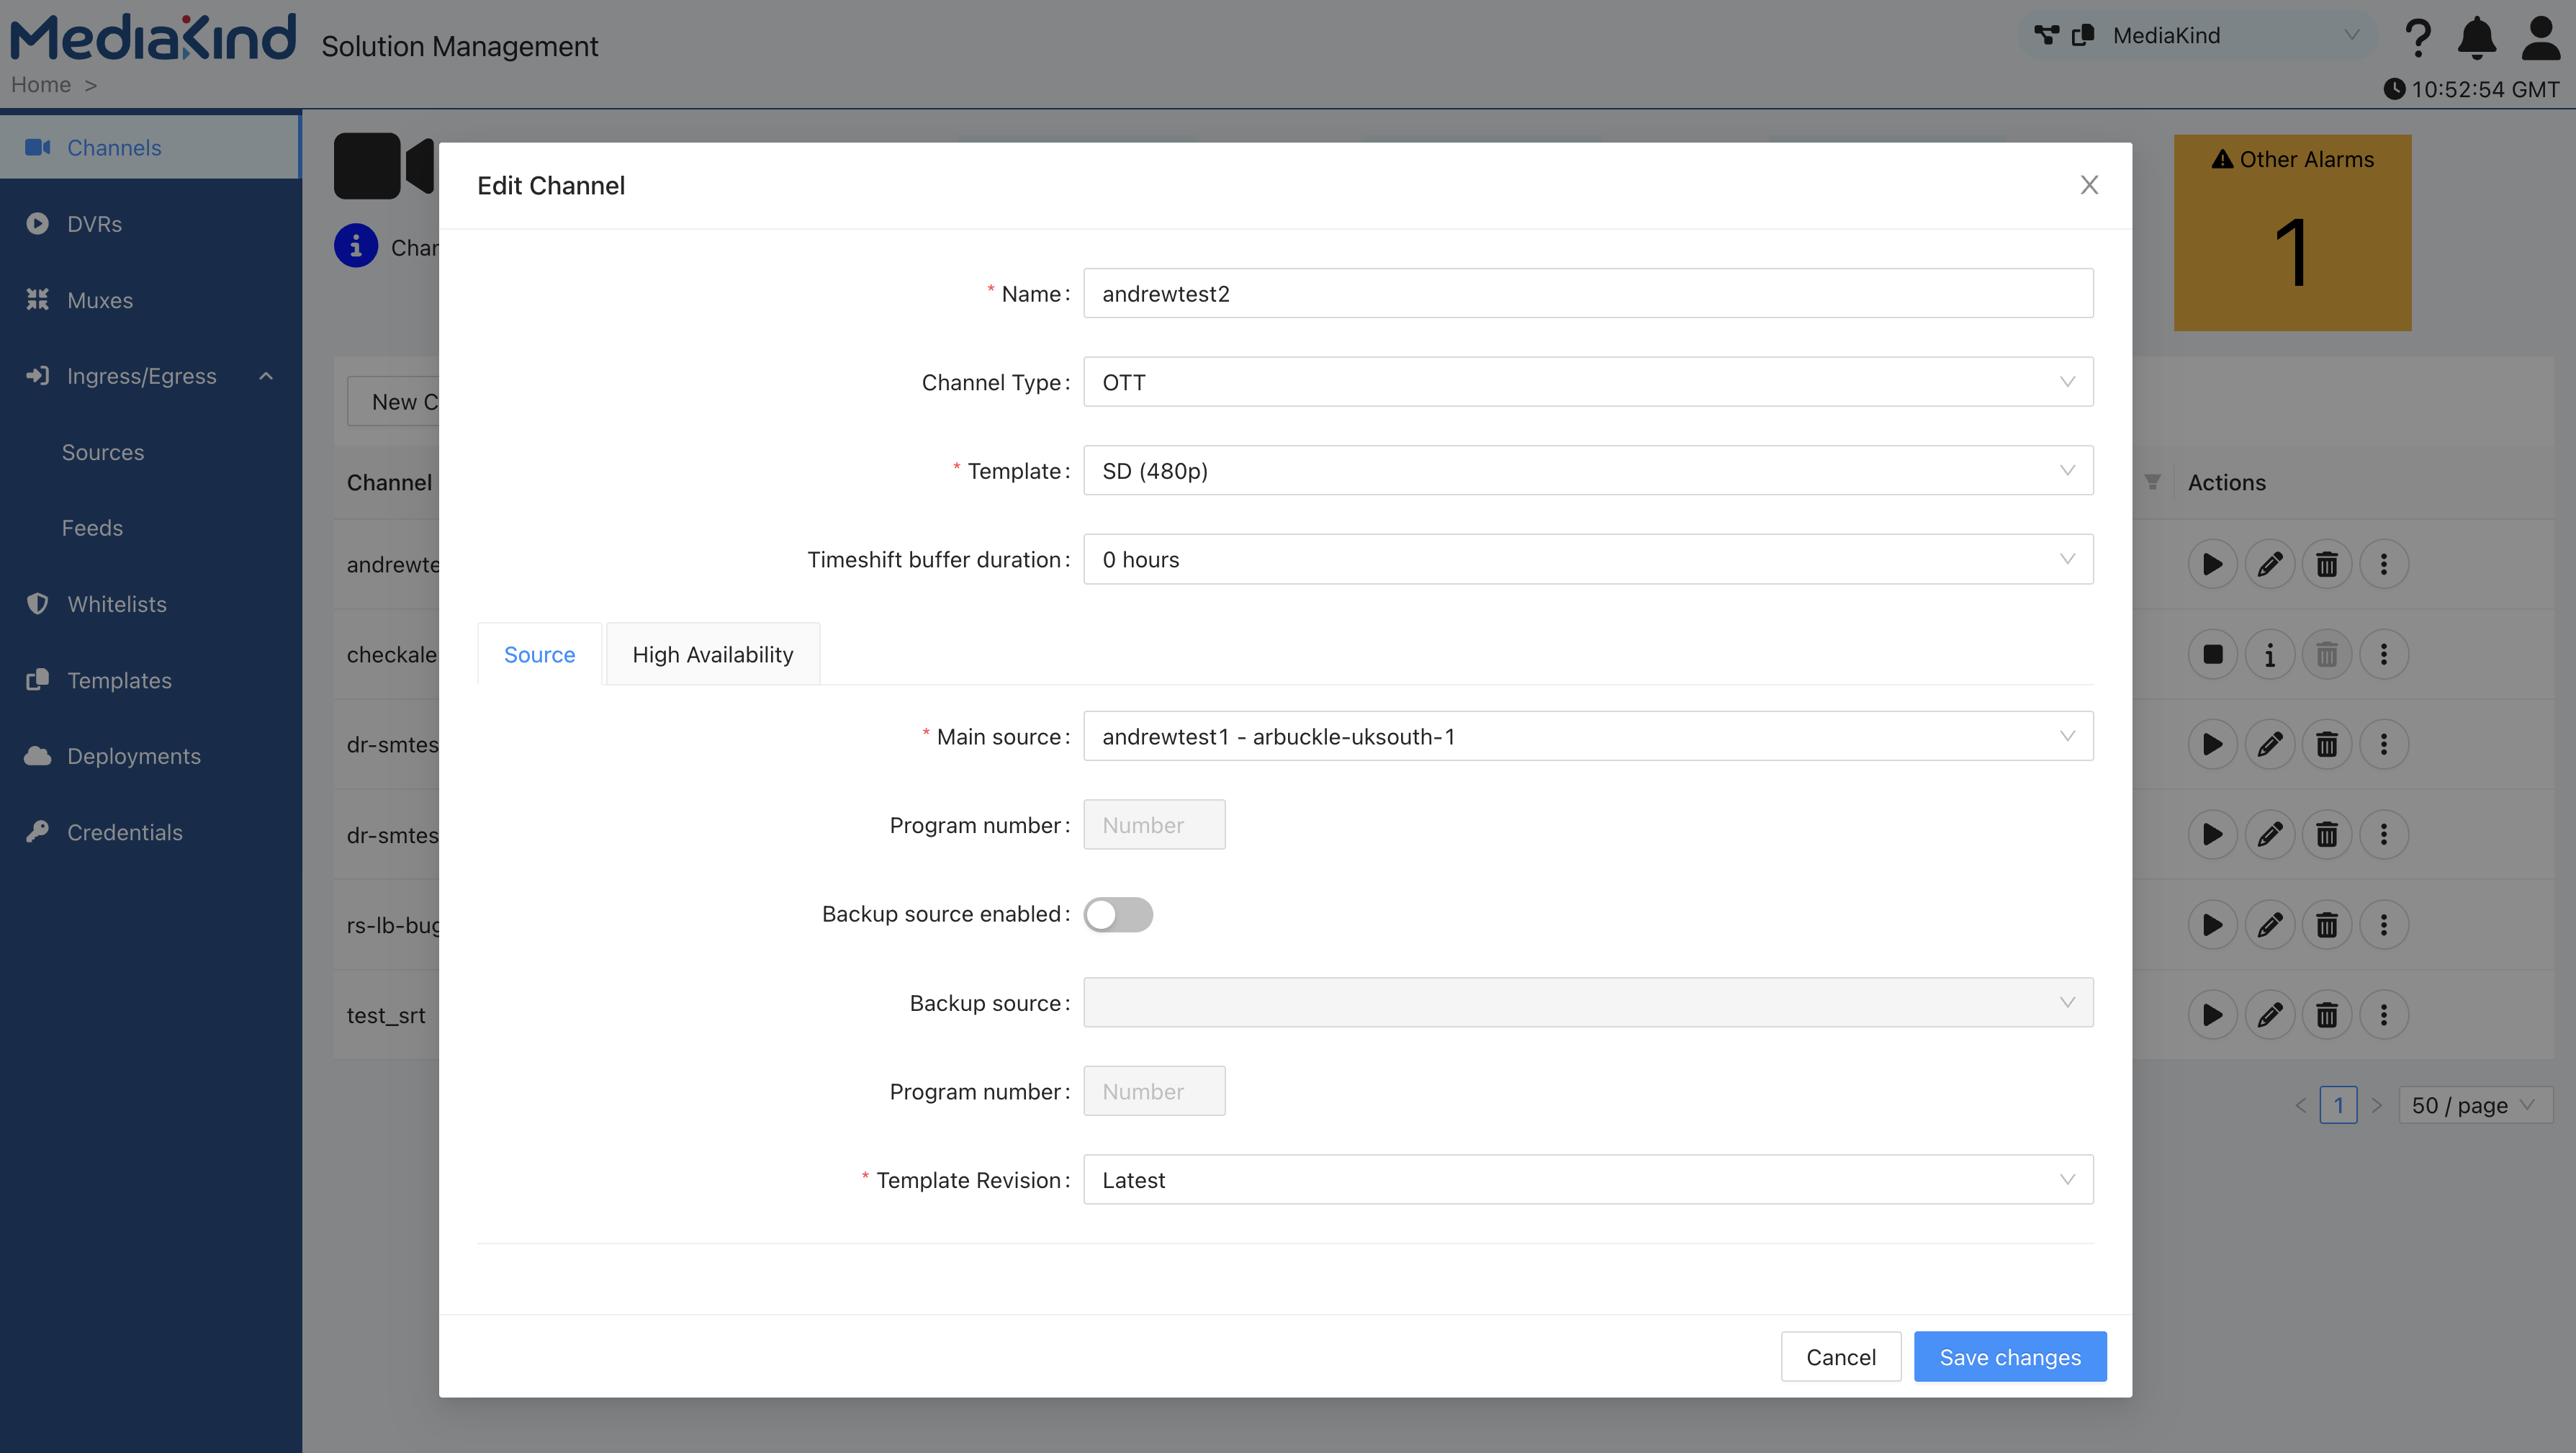 MediaKind Solution Management
MediaKind
Home >
10:52:54 GMT
Channels
DVRs
Muxes
Ingress/Egress
Sources
Feeds
Whitelists
Templates
Deployments
Credentials
Char
Other Alarms
1
New C
Channel
Actions
andrewte
checkale
dr-smtes
dr-smtes
rs-lb-bug
test_srt
< 1 > 50 / page
Edit Channel
* Name: andrewtest2
Channel Type: OTT
* Template: SD (480p)
Timeshift buffer duration: 0 hours
Source High Availability
* Main source: andrewtest1 - arbuckle-uksouth-1
Program number: Number
Backup source enabled:
Backup source:
Program number: Number
* Template Revision: Latest
Cancel Save changes